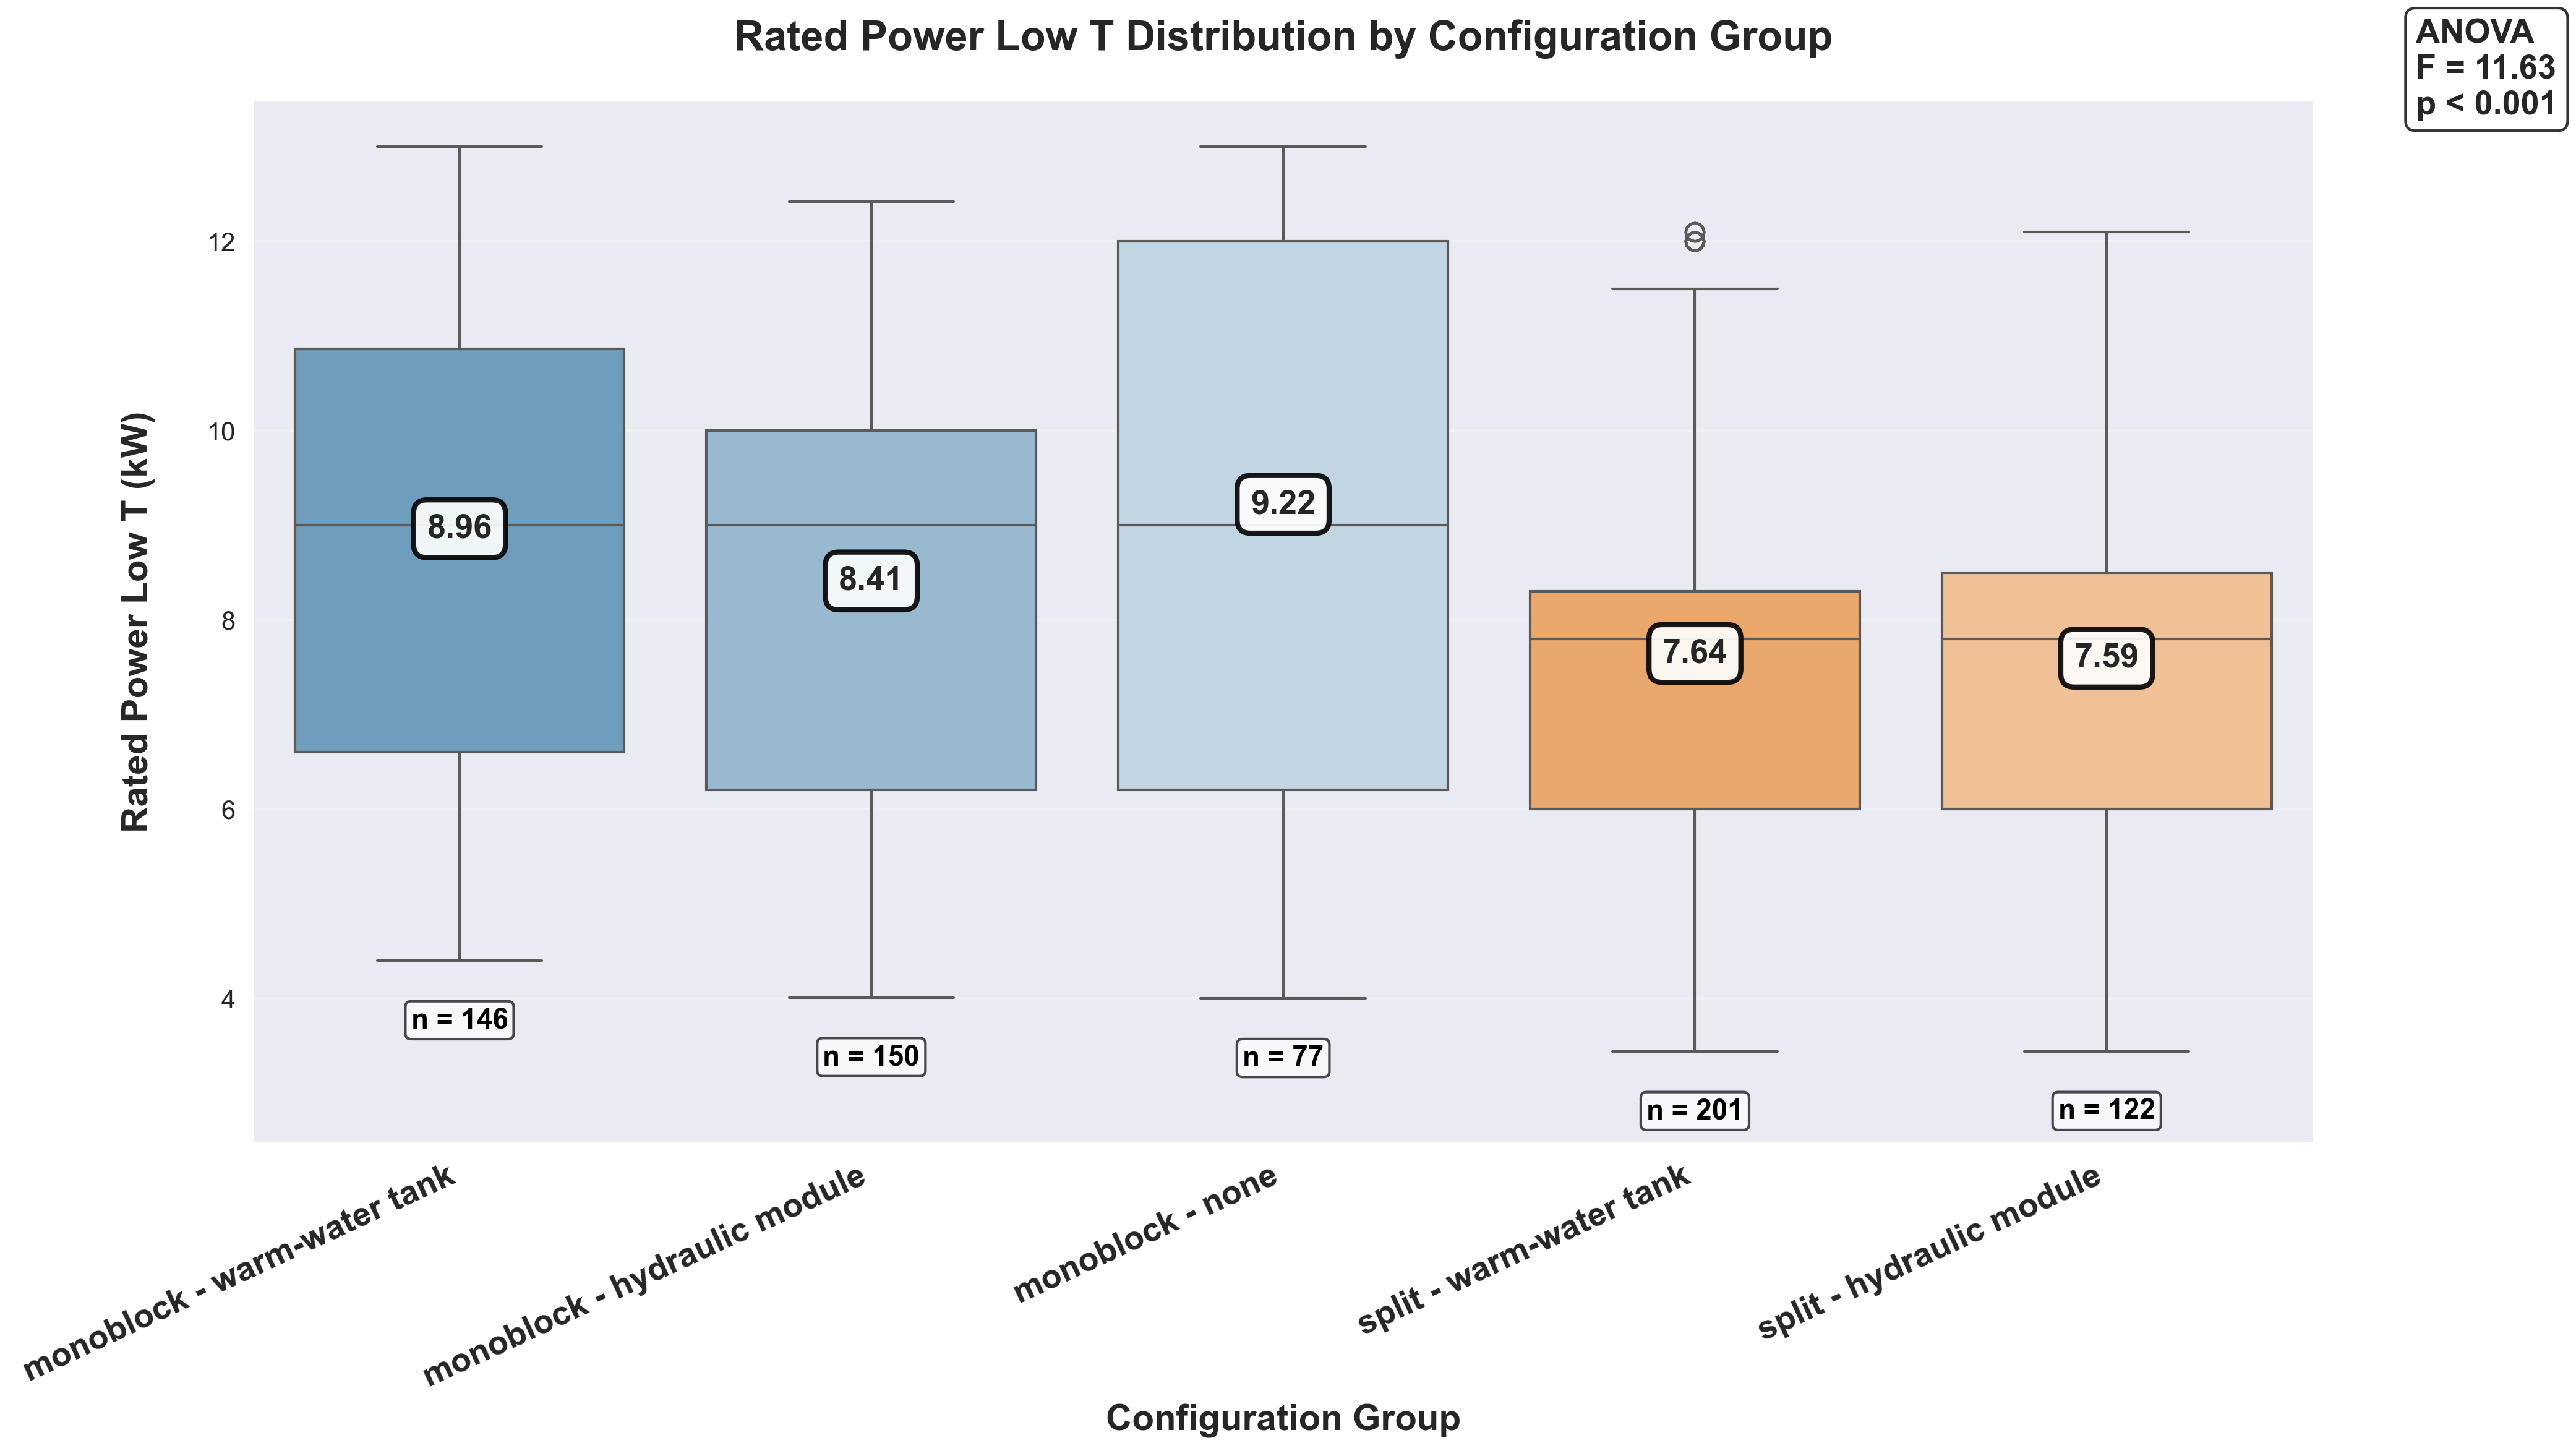 Rated Power Low T Distribution by Configuration Group
ANOVA
F = 11.63
p < 0.001
Rated Power Low T (kW)
12
10
8
6
4
8.96
8.41
9.22
7.64
7.59
n = 146
n = 150
n = 77
n = 201
n = 122
monoblock - warm-water tank
monoblock - hydraulic module
monoblock - none
split - warm-water tank
split - hydraulic module
Configuration Group